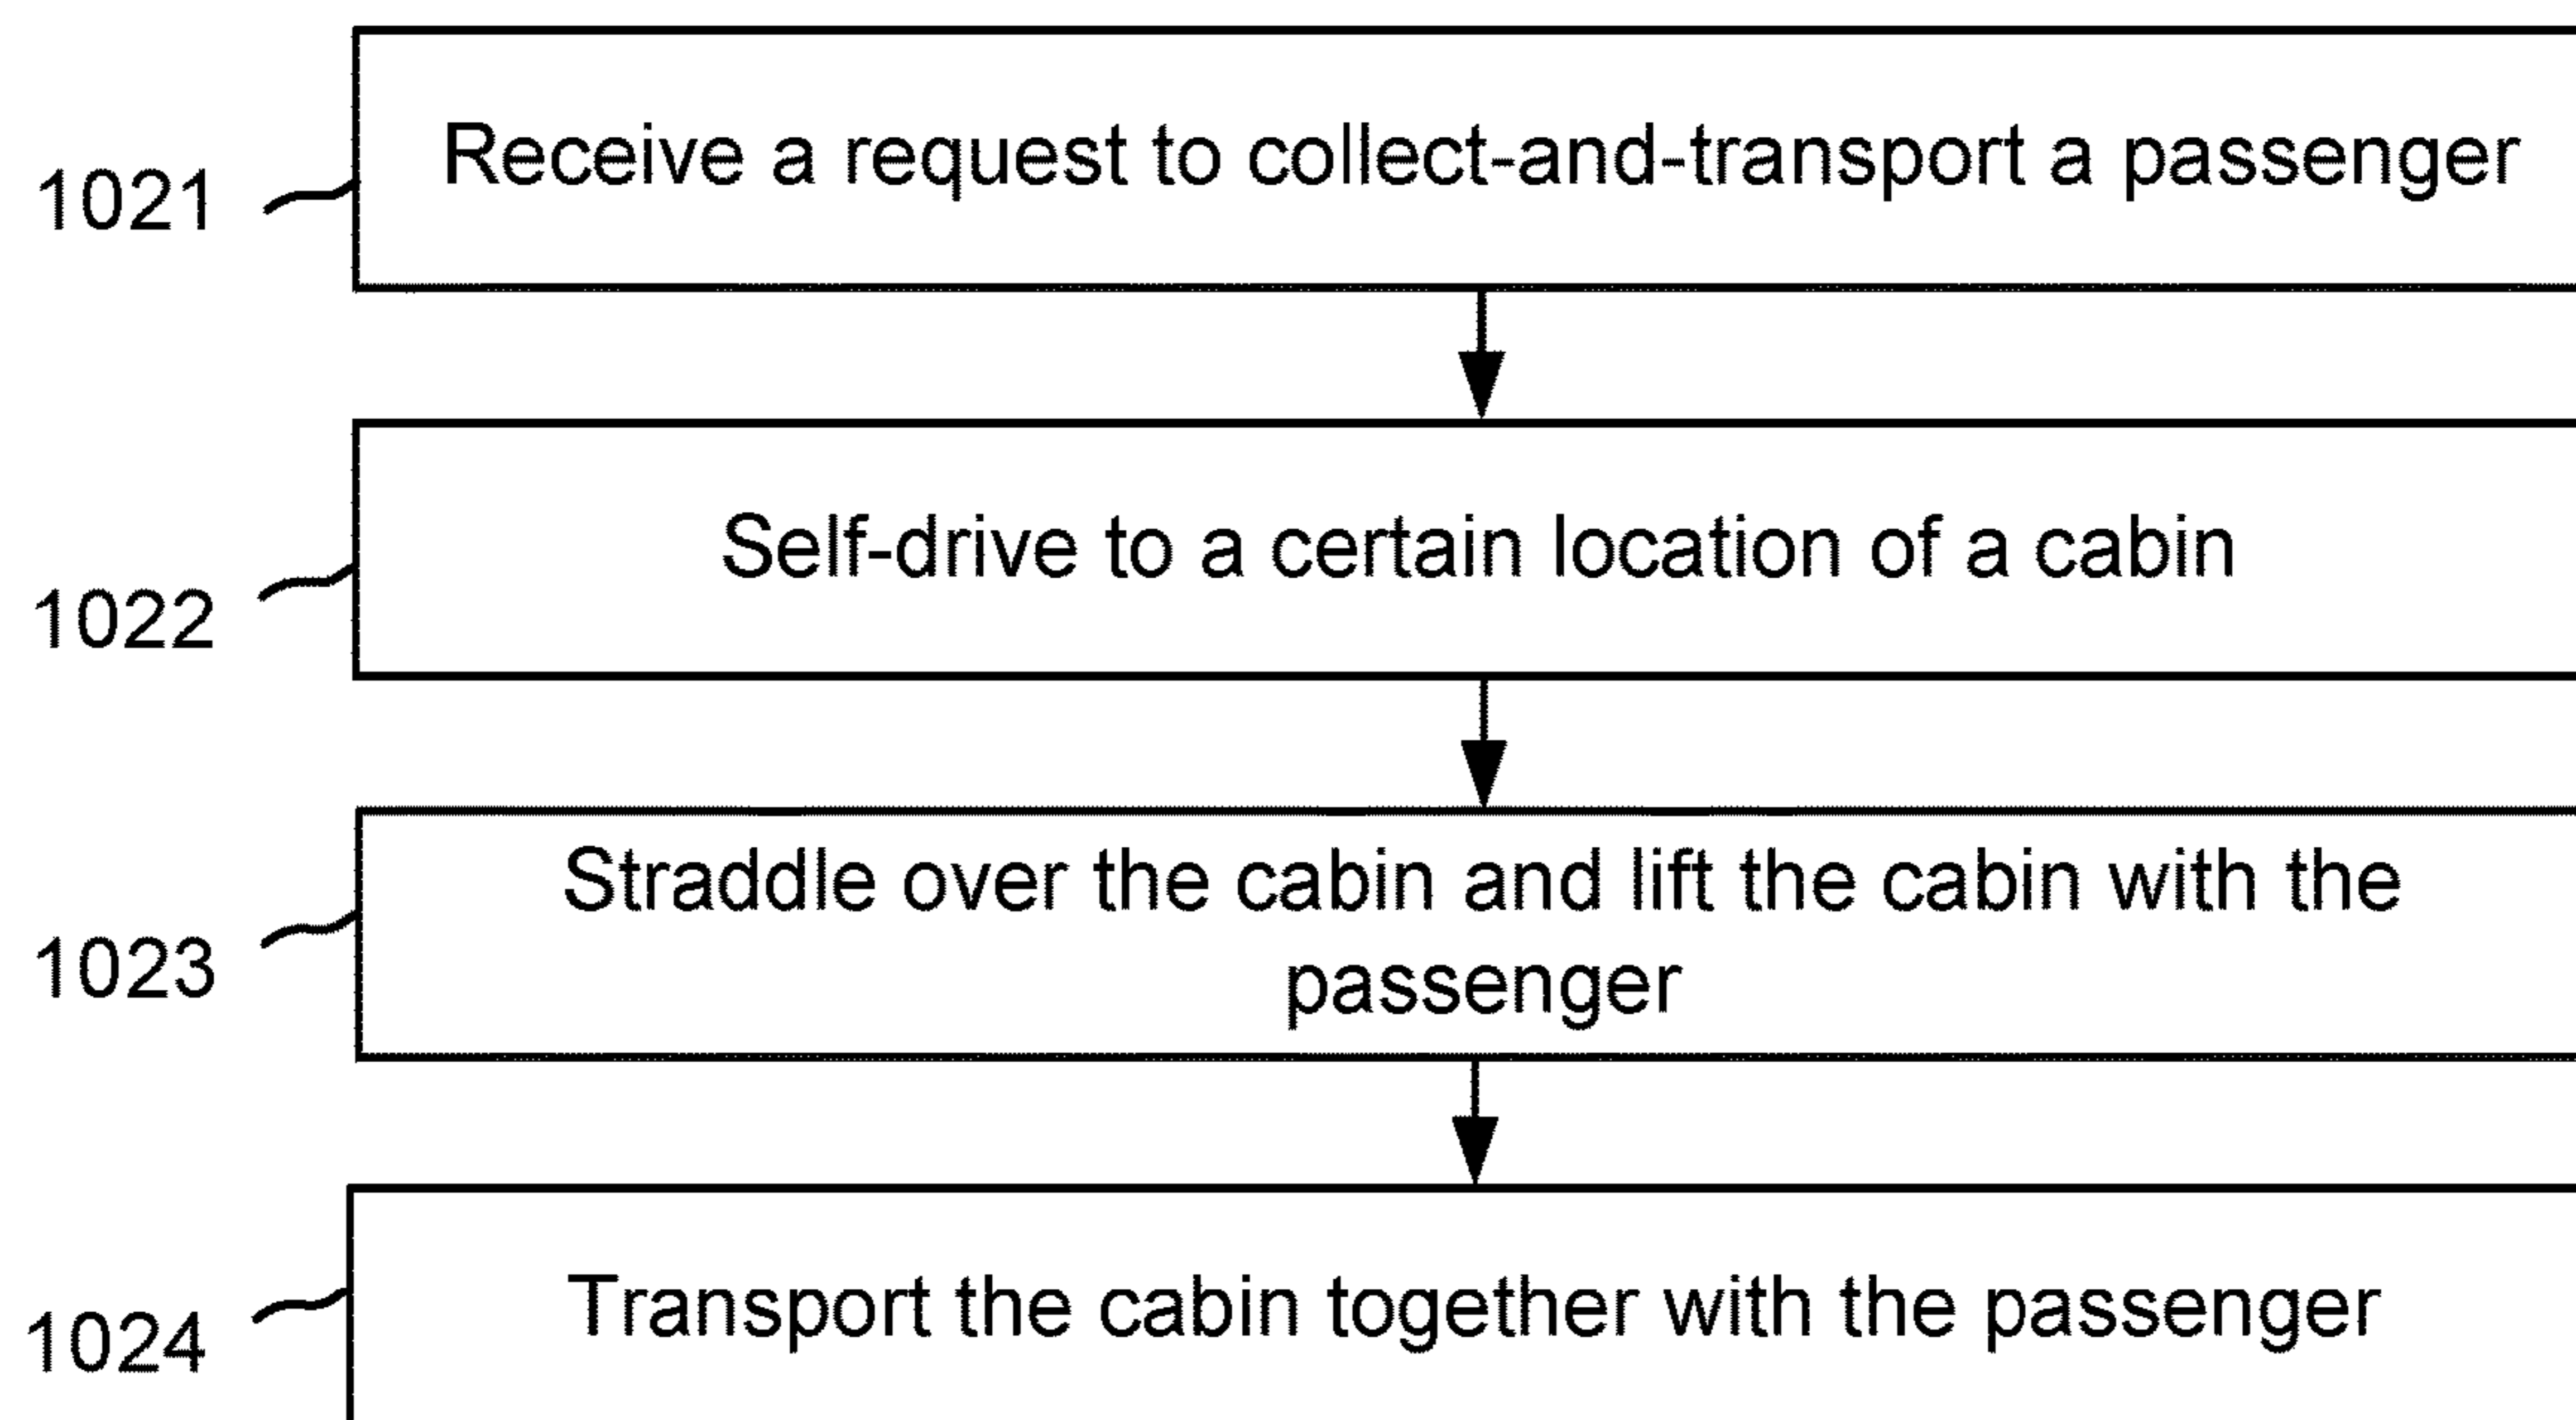 1021
Receive a request to collect-and-transport a passenger
1022
Self-drive to a certain location of a cabin
1023
Straddle over the cabin and lift the cabin with the
passenger
1024
Transport the cabin together with the passenger